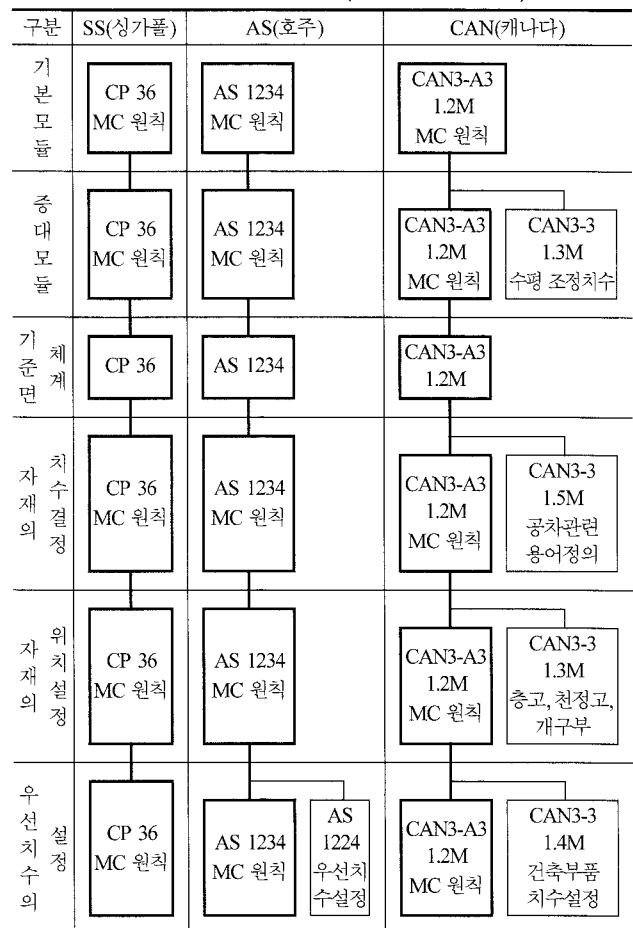 구분 SS(싱가폴) AS(호주) CAN(캐나다)
기본모듈
CP 36
MC 원칙
AS 1234
MC 원칙
CAN3-A3
1.2M
MC 원칙
증대모듈
CP 36
MC 원칙
AS 1234
MC 원칙
CAN3-A3
1.2M
MC 원칙
CAN3-3
1.3M
수평 조정치수
기준면
체계
CP 36
AS 1234
CAN3-A3
1.2M
자재의
치수결정
CP 36
MC 원칙
AS 1234
MC 원칙
CAN3-A3
1.2M
MC 원칙
CAN3-3
1.5M
공차관련
용어정의
자재의
위치설정
CP 36
MC 원칙
AS 1234
MC 원칙
CAN3-A3
1.2M
MC 원칙
CAN3-3
1.3M
층고, 천정고,
개구부
우선치수의
설정
CP 36
MC 원칙
AS 1234
MC 원칙
AS
1224
우선치
수설정
CAN3-A3
1.2M
MC 원칙
CAN3-3
1.4M
건축부품
치수설정